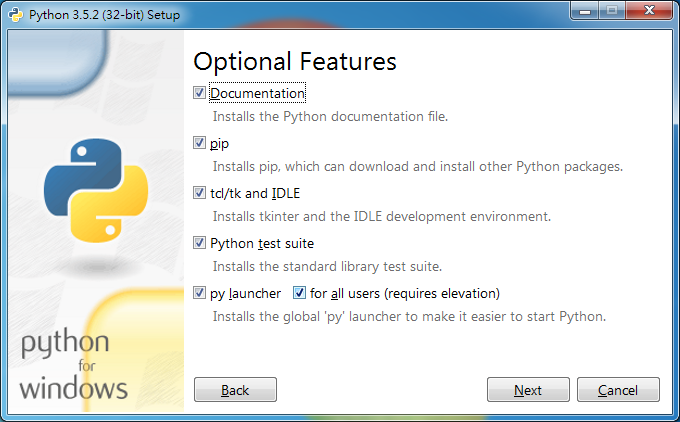 Python 3.5.2 (32-bit) Setup
Optional Features
Documentation
Installs the Python documentation file.
pip
Installs pip, which can download and install other Python packages.
tcl/tk and IDLE
Installs tkinter and the IDLE development environment.
Python test suite
Installs the standard library test suite.
py launcher for all users (requires elevation)
Installs the global 'py' launcher to make it easier to start Python.
python
for
windows
Back Next Cancel